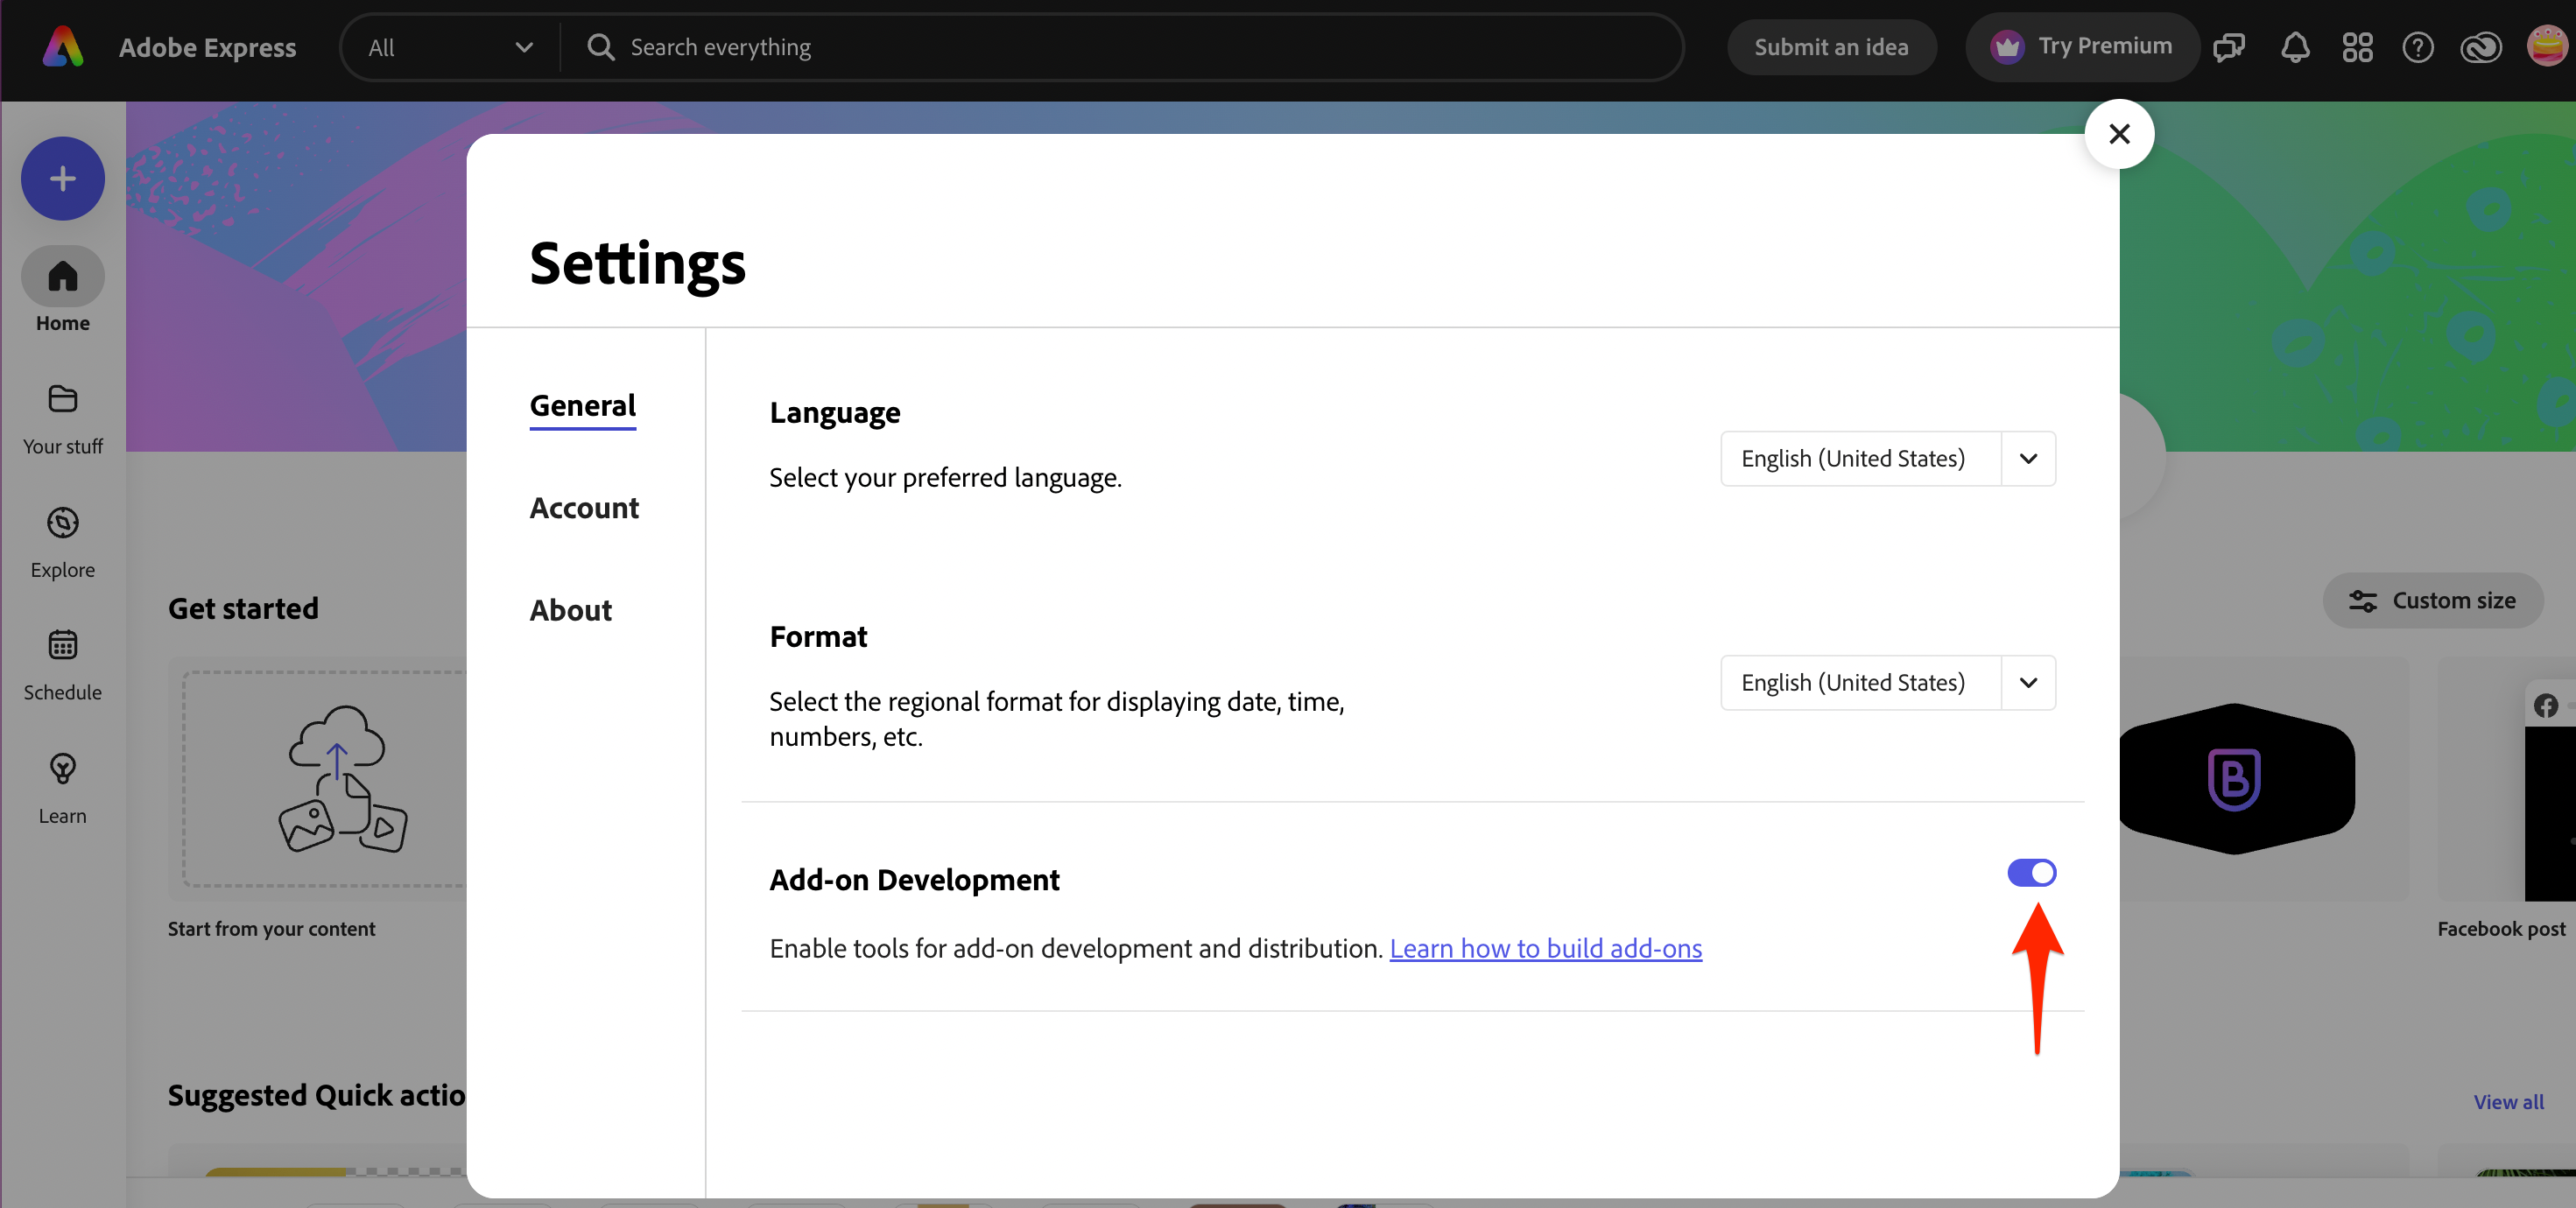 Adobe Express
All
Search everything
Submit an idea
Try Premium
Home
Your stuff
Explore
Schedule
Learn
Get started
Custom size
Start from your content
Facebook post
Suggested Quick actio
View all
Settings
General
Account
About
Language
Select your preferred language.
English (United States)
Format
Select the regional format for displaying date, time,
numbers, etc.
English (United States)
Add-on Development
Enable tools for add-on development and distribution. Learn how to build add-ons
B